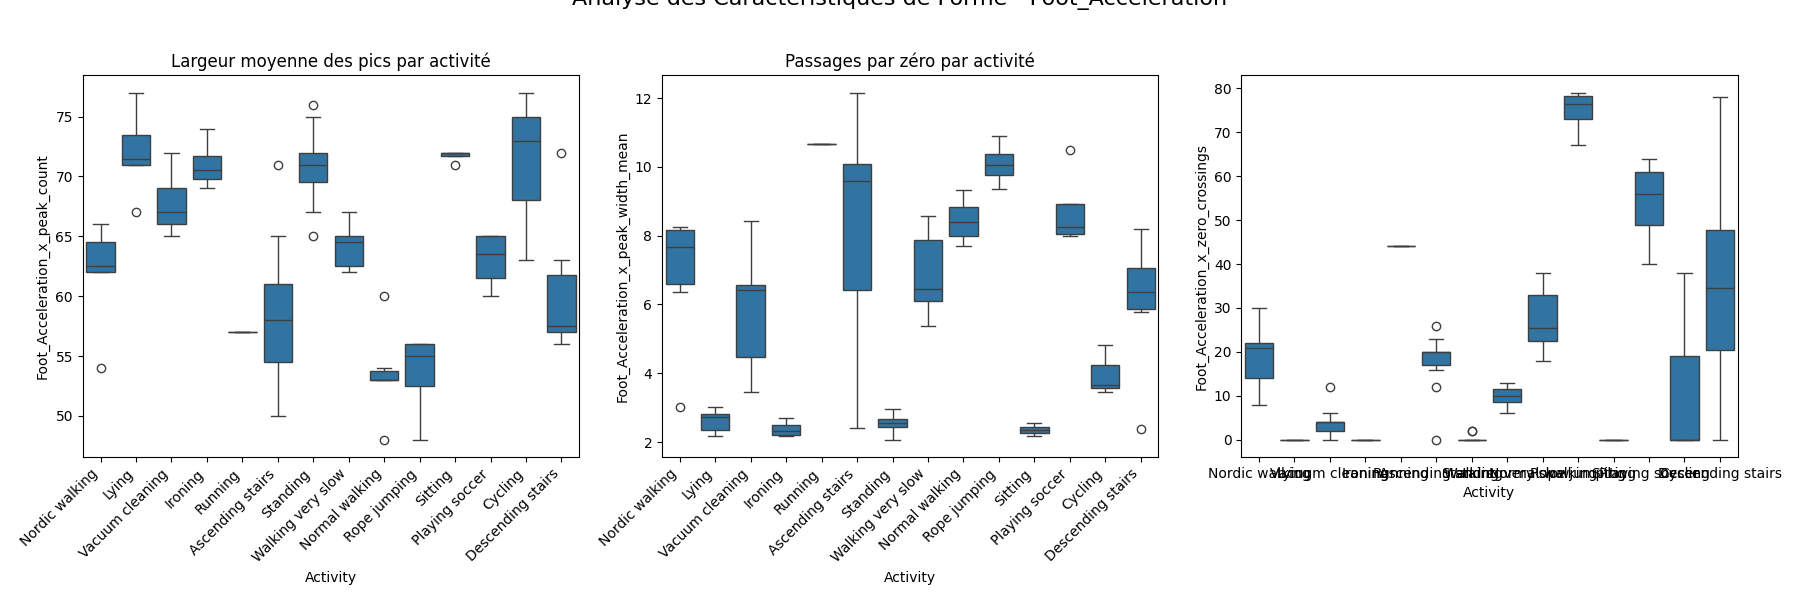 Analyse des Caractéristiques de Forme - Foot_Acceleration
Largeur moyenne des pics par activité
Foot_Acceleration_x_peak_count
75
70
65
60
55
50
Nordic walking
Lying
Vacuum cleaning
Ironing
Running
Ascending stairs
Standing
Walking very slow
Normal walking
Rope jumping
Sitting
Playing soccer
Cycling
Descending stairs
Activity
Passages par zéro par activité
Foot_Acceleration_x_peak_width_mean
12
10
8
6
4
2
Nordic walking
Lying
Vacuum cleaning
Ironing
Running
Ascending stairs
Standing
Walking very slow
Normal walking
Rope jumping
Sitting
Playing soccer
Cycling
Descending stairs
Activity
Foot_Acceleration_x_zero_crossings
80
70
60
50
40
30
20
10
0
Nordic walking
Activity